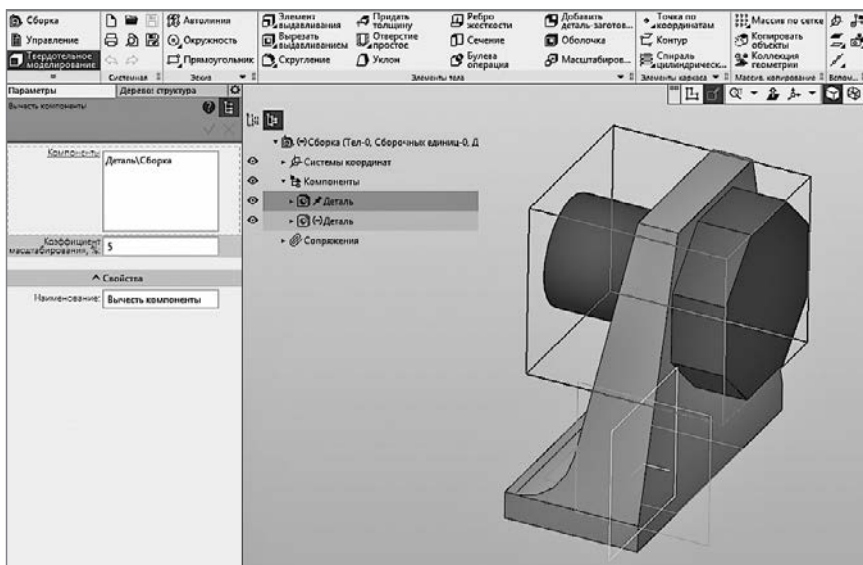 Сборка
Управление
Твердотельное моделирование
Системная
Автолиния
Окружность
Прямоугольник
Эскиз
Элемент выдавливания
Вырезать выдавливанием
Скругление
Придать толщину
Отверстие простое
Уклон
Ребро жесткости
Сечение
Булева операция
Добавить деталь-заготов...
Оболочка
Масштабиров...
Элементы тела
Точка по координатам
Контур
Спираль цилиндрическ...
Элементы каркаса
Массив по сетке
Копировать объекты
Коллекция геометрии
Массив, копирование
Вспом...
Параметры
Дерево: структура
Вычесть компоненты
Компоненты
Деталь\Сборка
Коэффициент масштабирования, %:
5
Свойства
Наименование:
Вычесть компоненты
(-)Сборка (Тел-0, Сборочных единиц-0, Д
Системы координат
Компоненты
Деталь
(-)Деталь
Сопряжения